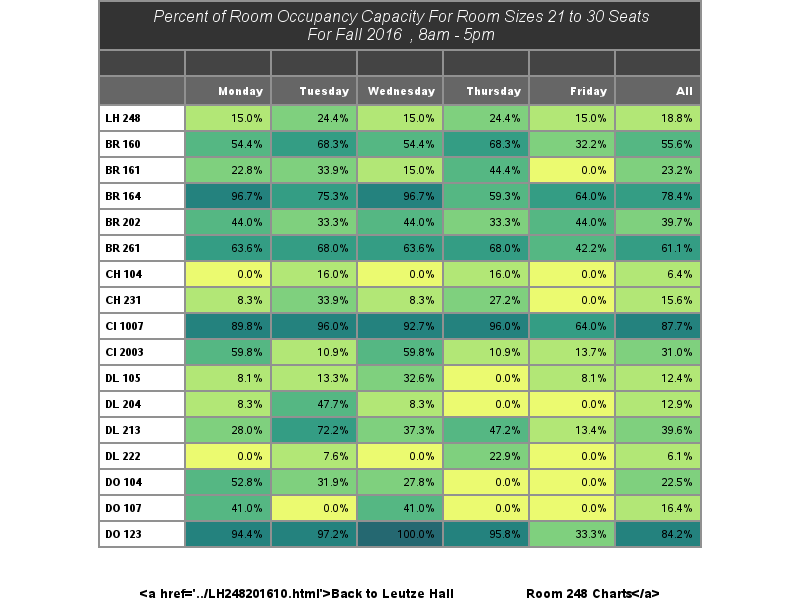 Percent of Room Occupancy Capacity For Room Sizes 21 to 30 Seats
For Fall 2016 , 8am - 5pm
Monday Tuesday Wednesday Thursday Friday All
LH 248 15.0% 24.4% 15.0% 24.4% 15.0% 18.8%
BR 160 54.4% 68.3% 54.4% 68.3% 32.2% 55.6%
BR 161 22.8% 33.9% 15.0% 44.4% 0.0% 23.2%
BR 164 96.7% 75.3% 96.7% 59.3% 64.0% 78.4%
BR 202 44.0% 33.3% 44.0% 33.3% 44.0% 39.7%
BR 261 63.6% 68.0% 63.6% 68.0% 42.2% 61.1%
CH 104 0.0% 16.0% 0.0% 16.0% 0.0% 6.4%
CH 231 8.3% 33.9% 8.3% 27.2% 0.0% 15.6%
CI 1007 89.8% 96.0% 92.7% 96.0% 64.0% 87.7%
CI 2003 59.8% 10.9% 59.8% 10.9% 13.7% 31.0%
DL 105 8.1% 13.3% 32.6% 0.0% 8.1% 12.4%
DL 204 8.3% 47.7% 8.3% 0.0% 0.0% 12.9%
DL 213 28.0% 72.2% 37.3% 47.2% 13.4% 39.6%
DL 222 0.0% 7.6% 0.0% 22.9% 0.0% 6.1%
DO 104 52.8% 31.9% 27.8% 0.0% 0.0% 22.5%
DO 107 41.0% 0.0% 41.0% 0.0% 0.0% 16.4%
DO 123 94.4% 97.2% 100.0% 95.8% 33.3% 84.2%
<a href='../LH248201610.html'>Back to Leutze Hall Room 248 Charts</a>